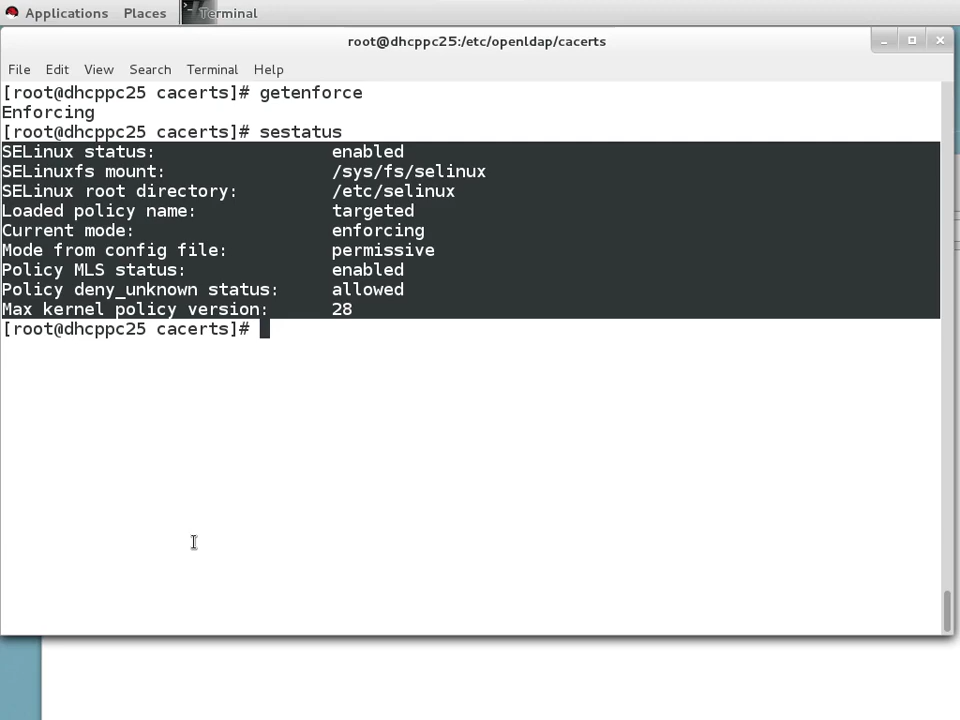 Applications Places Terminal
root@dhcppc25:/etc/openldap/cacerts
File Edit View Search Terminal Help
[root@dhcppc25 cacerts]# getenforce
Enforcing
[root@dhcppc25 cacerts]# sestatus
SELinux status: enabled
SELinuxfs mount: /sys/fs/selinux
SELinux root directory: /etc/selinux
Loaded policy name: targeted
Current mode: enforcing
Mode from config file: permissive
Policy MLS status: enabled
Policy deny_unknown status: allowed
Max kernel policy version: 28
[root@dhcppc25 cacerts]#